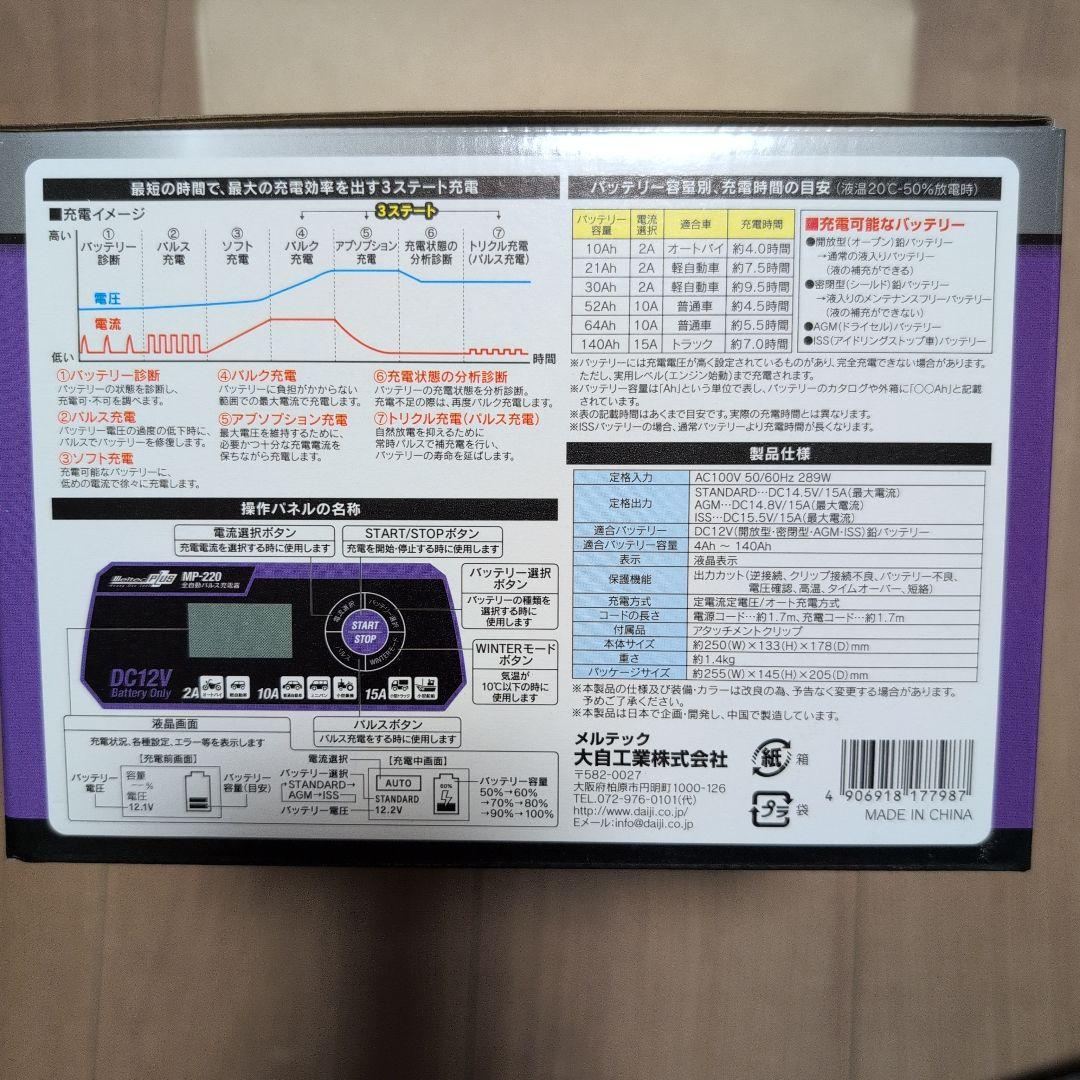 最短の時間で、最大の充電効率を出す3ステート充電
■充電イメージ
3ステート
高い
①バッテリー診断
②パルス充電
③ソフト充電
④バルク充電
⑤アブソプション充電
⑥充電状態の分析診断
⑦トリクル充電(パルス充電)
電圧
電流
低い
時間
①バッテリー診断
バッテリーの状態を診断し、
充電可・不可を調べます。
②パルス充電
バッテリー電圧の過度の低下時に、
パルスでバッテリーを修復します。
③ソフト充電
充電可能なバッテリーに、
低めの電流で徐々に充電します。
④バルク充電
バッテリーに負担がかからない
範囲での最大電流で充電します。
⑤アブソプション充電
最大電圧を維持するために、
必要かつ十分な充電電流を
保ちながら充電します。
⑥充電状態の分析診断
バッテリーの充電状態を分析診断。
充電不足の際は、再度バルク充電します。
⑦トリクル充電(パルス充電)
自然放電を抑えるために
常時パルスで補充電を行い、
バッテリーの寿命を延ばします。
操作パネルの名称
電流選択ボタン
充電電流を選択する時に使用します
START/STOPボタン
充電を開始・停止する時に使用します
バッテリー選択
ボタン
バッテリーの種類を
選択する時に
使用します
WINTERモード
ボタン
気温が
10℃以下の時に
使用します
Meltec Plus MP-220
全自動パルス充電器
電流選択
バッテリー選択
START
STOP
パルス
WINTERモード
DC12V
Battery Only
2A オートバイ 軽自動車 10A 普通自動車 ミニバン 小型農機 15A 小型トラック 小型船舶
液晶画面
充電状況、各種設定、エラー等を表示します
パルスボタン
パルス充電をする時に使用します
[充電前画面]
バッテリー電圧
容量
--%
電圧
12.1V
バッテリー容量(目安)
[充電中画面]
電流選択
バッテリー選択
→STANDARD→
AGM→ISS
バッテリー電圧
AUTO
STANDARD
12.2V
60%
バッテリー容量
50%→60%
→70%→80%
→90%→100%
バッテリー容量別、充電時間の目安 (液温20℃-50%放電時)
バッテリー容量 電流選択 適合車 充電時間
10Ah 2A オートバイ 約4.0時間
21Ah 2A 軽自動車 約7.5時間
30Ah 2A 軽自動車 約9.5時間
52Ah 10A 普通車 約4.5時間
64Ah 10A 普通車 約5.5時間
140Ah 15A トラック 約7.0時間
充電可能なバッテリー
●開放型(オープン)鉛バッテリー
→通常の液入りバッテリー
(液の補充ができる)
●密閉型(シールド)鉛バッテリー
→液入りのメンテナンスフリーバッテリー
(液の補充ができない)
●AGM(ドライセル)バッテリー
●ISS(アイドリングストップ車)バッテリー
※バッテリーには充電電圧が高く設定されているものがあり、完全充電できない場合があります。
ただし、実用レベル(エンジン始動)まで充電されます。
※バッテリー容量は「Ah」という単位で表し、バッテリーのカタログや外箱に「〇〇Ah」と記載
されています。
※表の記載時間はあくまで目安です。実際の充電時間とは異なります。
※ISSバッテリーの場合、通常バッテリーより充電時間が長くなります。
製品仕様
定格入力 AC100V 50/60Hz 289W
定格出力 STANDARD…DC14.5V/15A(最大電流)
AGM…DC14.8V/15A(最大電流)
ISS…DC15.5V/15A(最大電流)
適合バッテリー DC12V(開放型・密閉型・AGM・ISS)鉛バッテリー
適合バッテリー容量 4Ah ～ 140Ah
表示 液晶表示
保護機能 出力カット(逆接続、クリップ接続不良、バッテリー不良、
電圧確認、高温、タイムオーバー、短絡)
充電方式 定電流定電圧/オート充電方式
コードの長さ 電源コード…約1.7m、充電コード…約1.7m
付属品 アタッチメントクリップ
本体サイズ 約250(W)×133(H)×178(D)mm
重さ 約1.4kg
パッケージサイズ 約255(W)×145(H)×205(D)mm
※本製品の仕様及び装備・カラーは改良の為、予告なく変更する場合があります。
予めご了承ください。
※本製品は日本で企画・開発し、中国で製造しています。
メルテック
大自工業株式会社
〒582-0027
大阪府柏原市円明町1000-126
TEL.072-976-0101(代)
http://www.daiji.co.jp/
Eメール:info@daiji.co.jp
紙 箱
プラ 袋
4 906918 177987
MADE IN CHINA